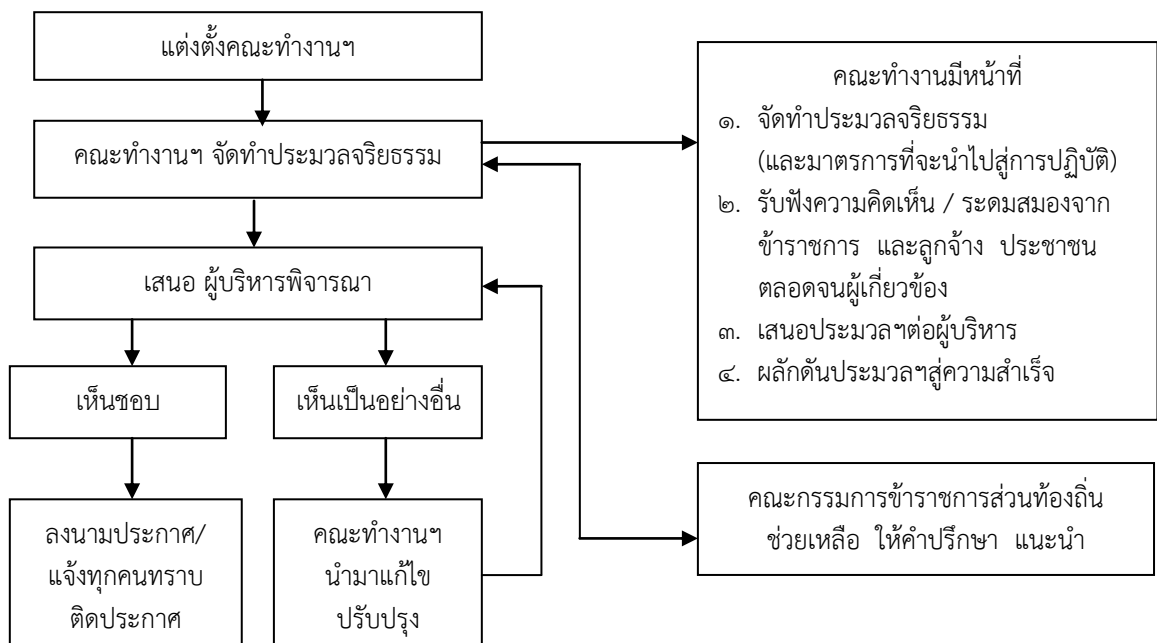 แต่งตั้งคณะทำงานฯ
คณะทำงานฯ จัดทำประมวลจริยธรรม
เสนอ ผู้บริหารพิจารณา
เห็นชอบ
เห็นเป็นอย่างอื่น
ลงนามประกาศ/
แจ้งทุกคนทราบ
ติดประกาศ
คณะทำงานฯ
นำมาแก้ไข
ปรับปรุง
คณะทำงานมีหน้าที่
๑. จัดทำประมวลจริยธรรม
(และมาตรการที่จะนำไปสู่การปฏิบัติ)
๒. รับฟังความคิดเห็น / ระดมสมองจาก
ข้าราชการ และลูกจ้าง ประชาชน
ตลอดจนผู้เกี่ยวข้อง
๓. เสนอประมวลฯต่อผู้บริหาร
๔. ผลักดันประมวลฯสู่ความสำเร็จ
คณะกรรมการข้าราชการส่วนท้องถิ่น
ช่วยเหลือ ให้คำปรึกษา แนะนำ